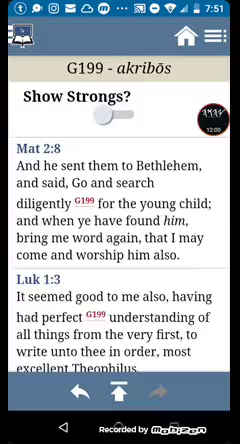 7:51
G199 - akribōs
Show Strongs?
12:00
Mat 2:8
And he sent them to Bethlehem,
and said, Go and search
diligently G199 for the young child;
and when ye have found him,
bring me word again, that I may
come and worship him also.
Luk 1:3
It seemed good to me also, having
had perfect G199 understanding of
all things from the very first, to
write unto thee in order, most
excellent Theophilus,
Recorded by Mobizen